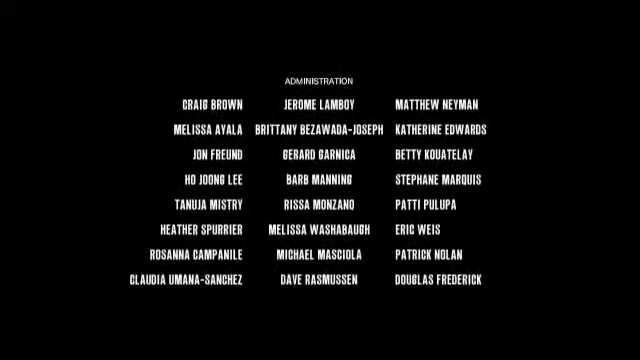 ADMINISTRATION
CRAIG BROWN JEROME LAMBOY MATTHEW NEYMAN
MELISSA AYALA BRITTANY BEZAWADA-JOSEPH KATHERINE EDWARDS
JON FREUND GERARD GARNICA BETTY KOUATELAY
HO JOONG LEE BARB MANNING STEPHANE MARQUIS
TANUJA MISTRY RISSA MONZANO PATTI PULUPA
HEATHER SPURRIER MELISSA WASHABAUGH ERIC WEIS
ROSANNA CAMPANILE MICHAEL MASCIOLA PATRICK NOLAN
CLAUDIA UMANA-SANCHEZ DAVE RASMUSSEN DOUGLAS FREDERICK